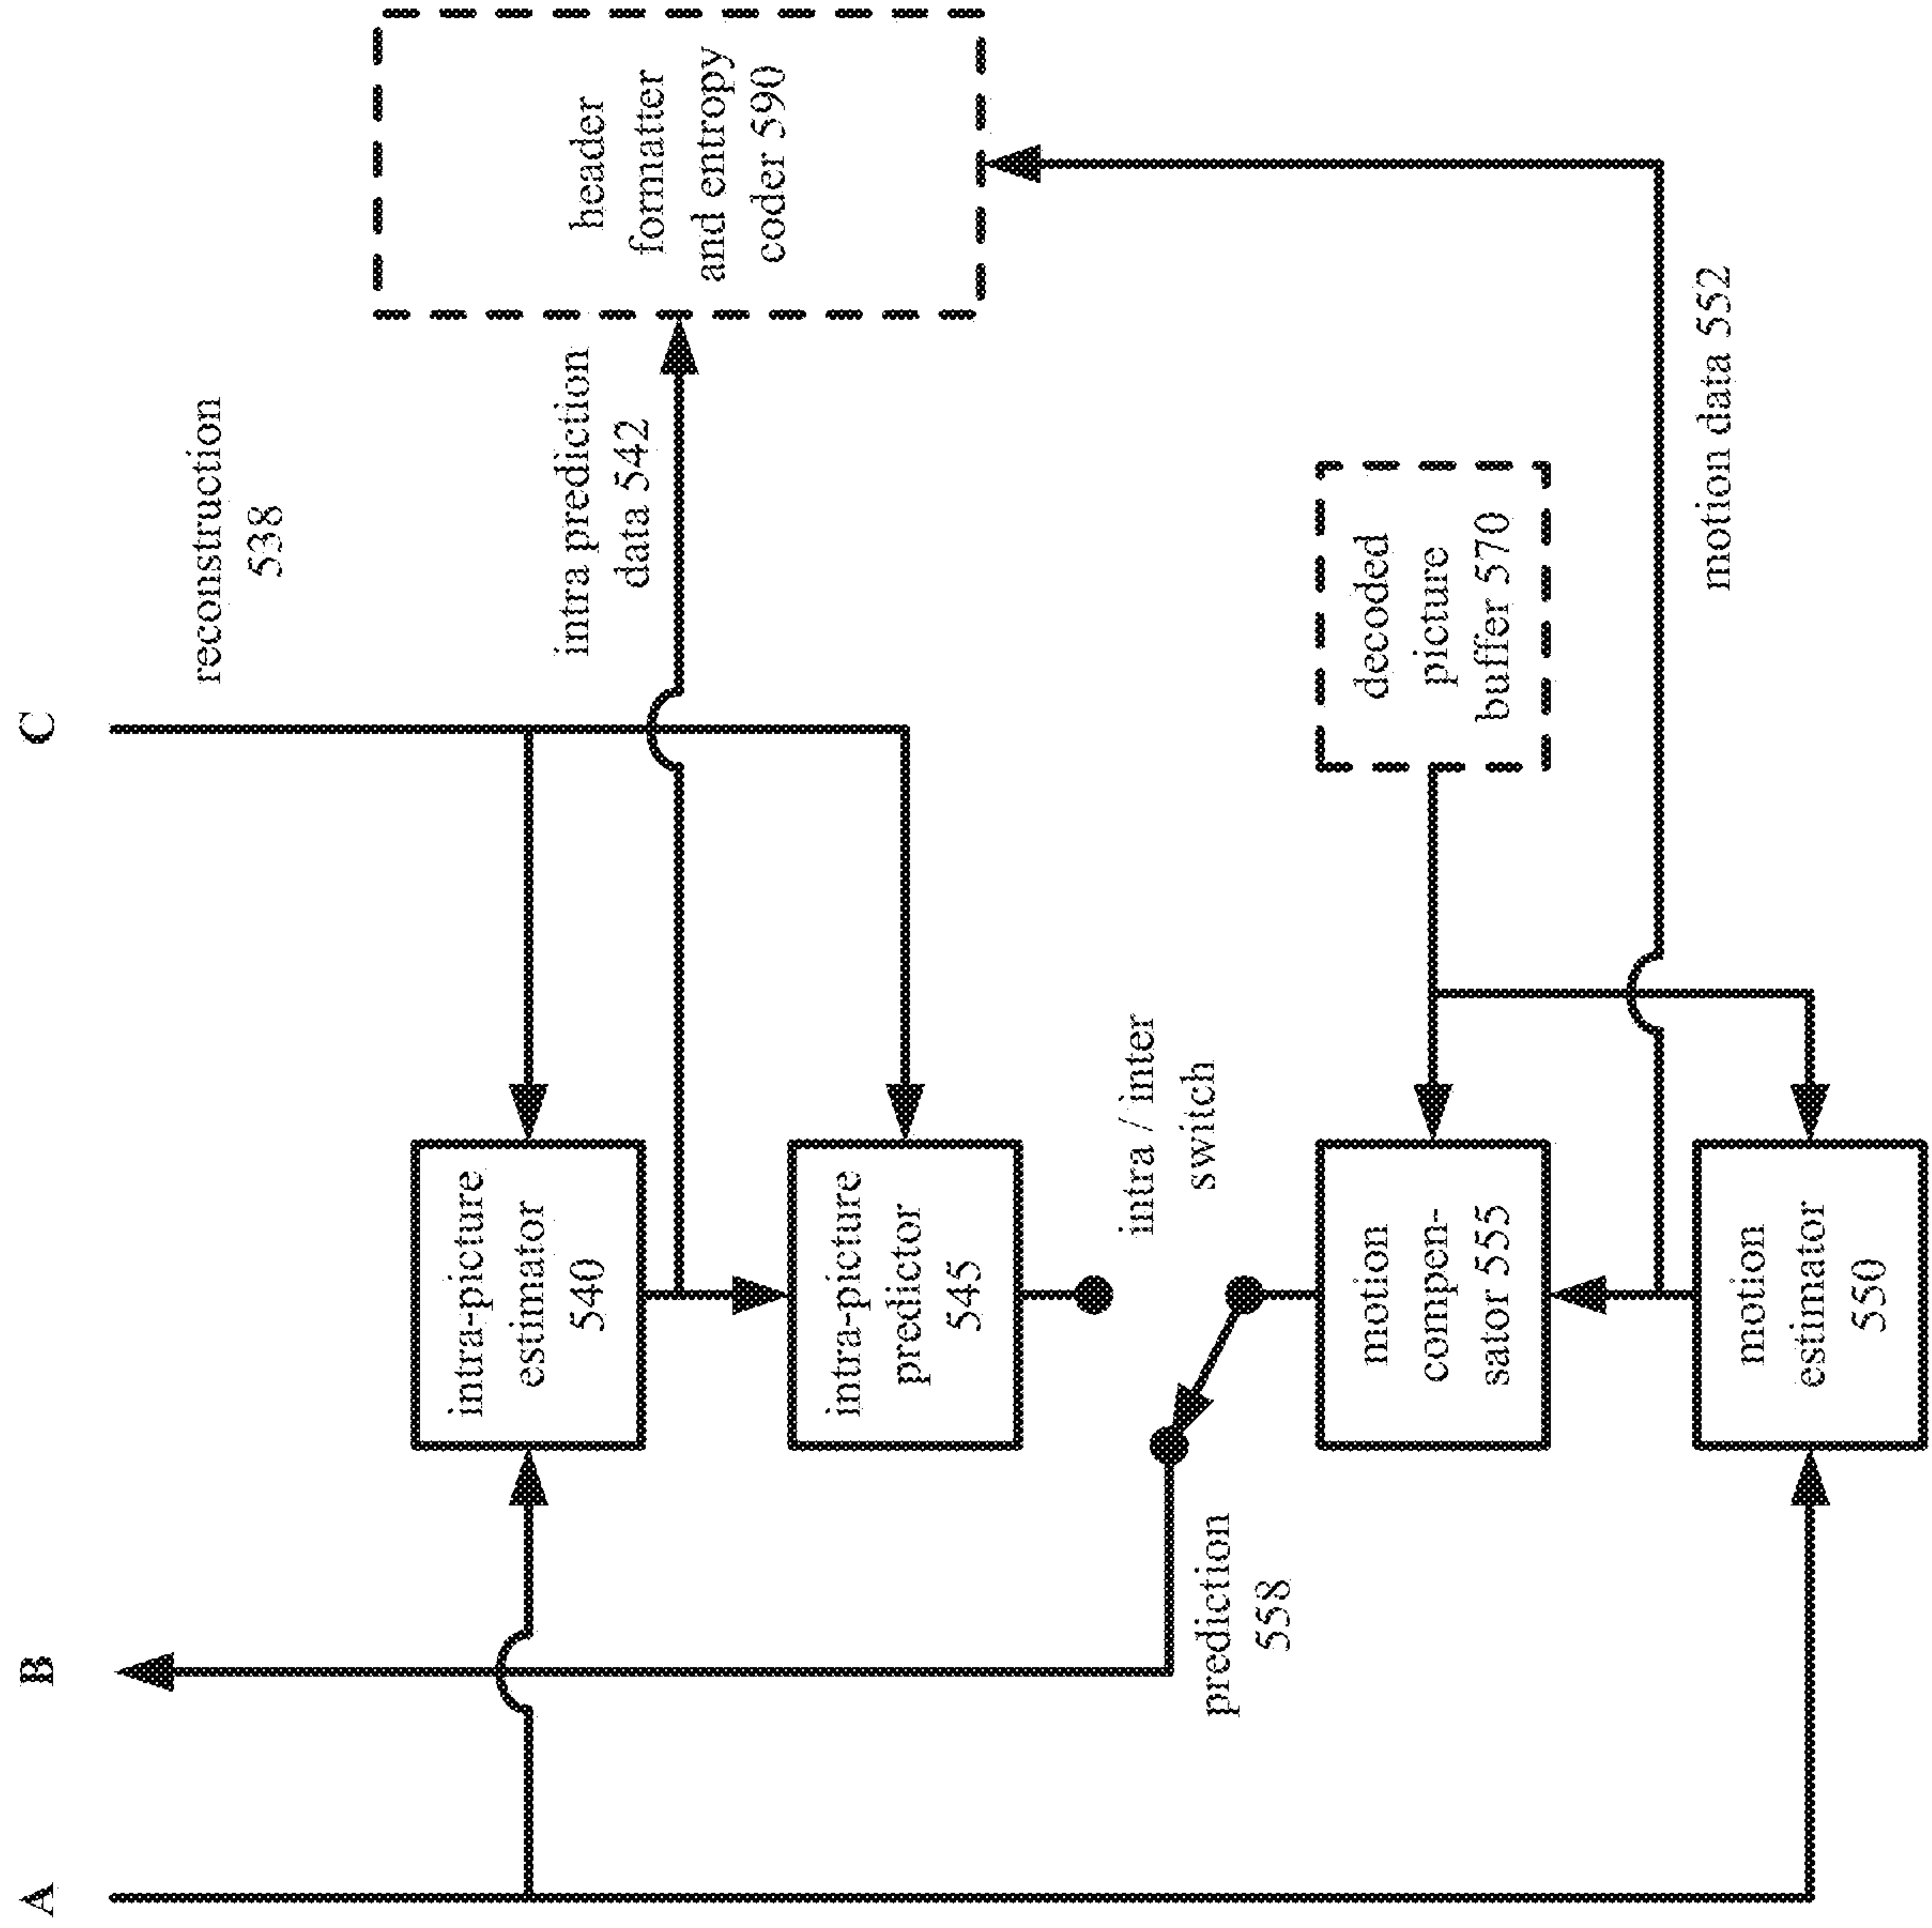 A
B
C
reconstruction
538
intra-picture
estimator
540
intra prediction
data 542
header
formatter
and entropy
coder 590
intra-picture
predictor
545
intra / inter
switch
prediction
558
motion
compen-
sator 555
decoded
picture
buffer 570
motion
estimator
550
motion data 552